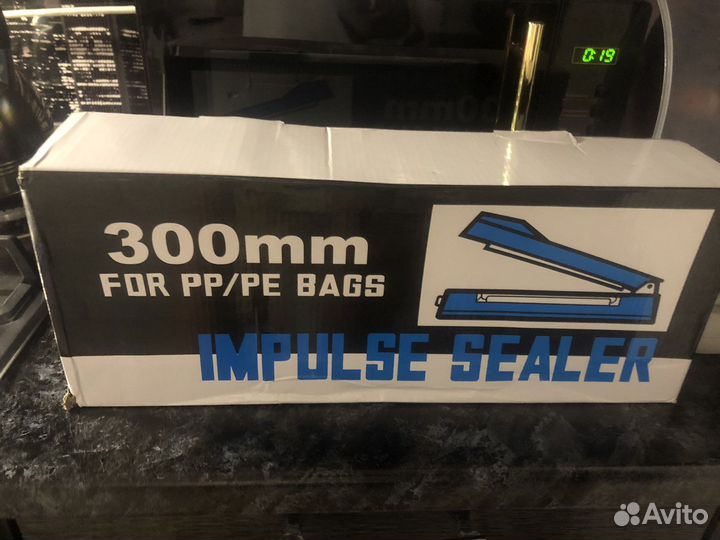 0:19
300mm
FOR PP/PE BAGS
IMPULSE SEALER
Avito